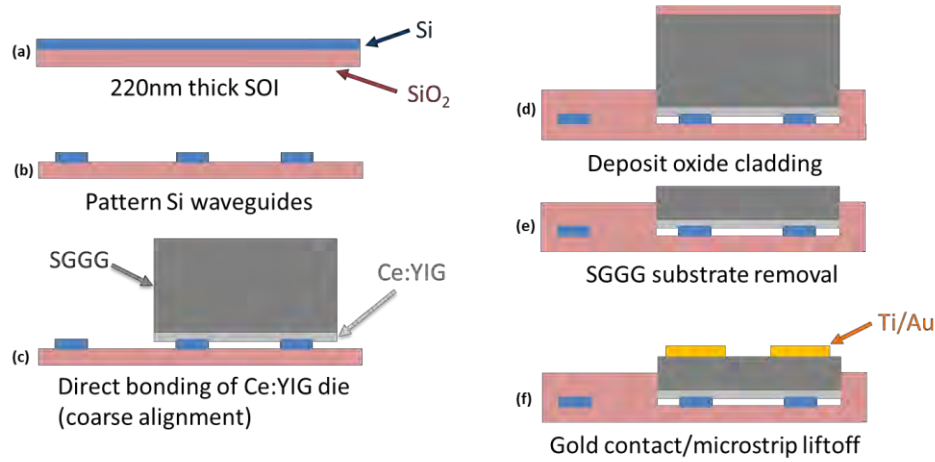 (a)
Si
220nm thick SOI
SiO2
(b)
Pattern Si waveguides
SGGG
Ce:YIG
(c)
Direct bonding of Ce:YIG die
(coarse alignment)
(d)
Deposit oxide cladding
(e)
SGGG substrate removal
Ti/Au
(f)
Gold contact/microstrip liftoff